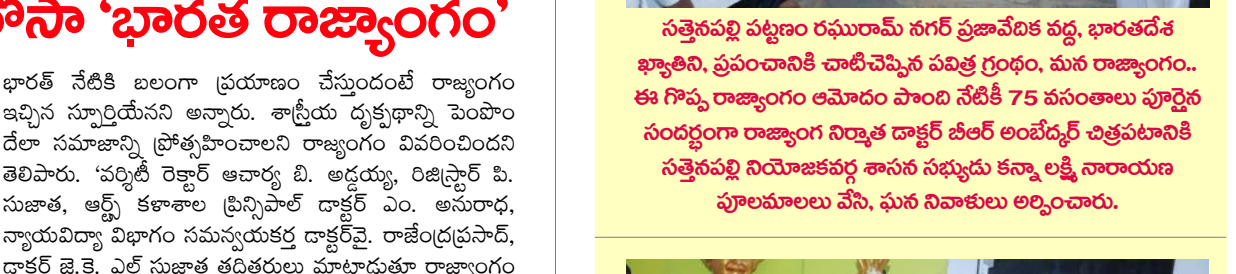 ‘భారత రాజ్యాంగం’
భారత్ నేటికి బలంగా ప్రయాణం చేస్తుందంటే రాజ్యంగం
ఇచ్చిన స్ఫూర్తియేనని అన్నారు. శాస్త్రీయ దృక్పథాన్ని పెంపొం
దేలా సమాజాన్ని ప్రోత్సహించాలని రాజ్యంగం వివరించిందని
తెలిపారు. ‘వర్శిటీ రెక్టార్ ఆచార్య బి. అడ్డయ్య, రిజిస్ట్రార్ పి.
సుజాత, ఆర్ట్స్ కళాశాల ప్రిన్సిపాల్ డాక్టర్ ఎం. అనురాధ,
న్యాయవిద్యా విభాగం సమన్వయకర్త డాక్టర్‌వై. రాజేంద్రప్రసాద్,
డాక్టర్ జె.కె. ఎల్ సుజాత తదితరులు మాట్లాడుతూ రాజ్యాంగం
సత్తెనపల్లి పట్టణం రఘురామ్ నగర్ ప్రజావేదిక వద్ద, భారతదేశ
ఖ్యాతిని, ప్రపంచానికి చాటిచెప్పిన పవిత్ర గ్రంథం, మన రాజ్యాంగం..
ఈ గొప్ప రాజ్యాంగం ఆమోదం పొంది నేటికీ 75 వసంతాలు పూర్తైన
సందర్భంగా రాజ్యాంగ నిర్మాత డాక్టర్ బీఆర్ అంబేద్కర్ చిత్రపటానికి
సత్తెనపల్లి నియోజకవర్గ శాసన సభ్యుడు కన్నా లక్ష్మి నారాయణ
పూలమాలలు వేసి, ఘన నివాళులు అర్పించారు.